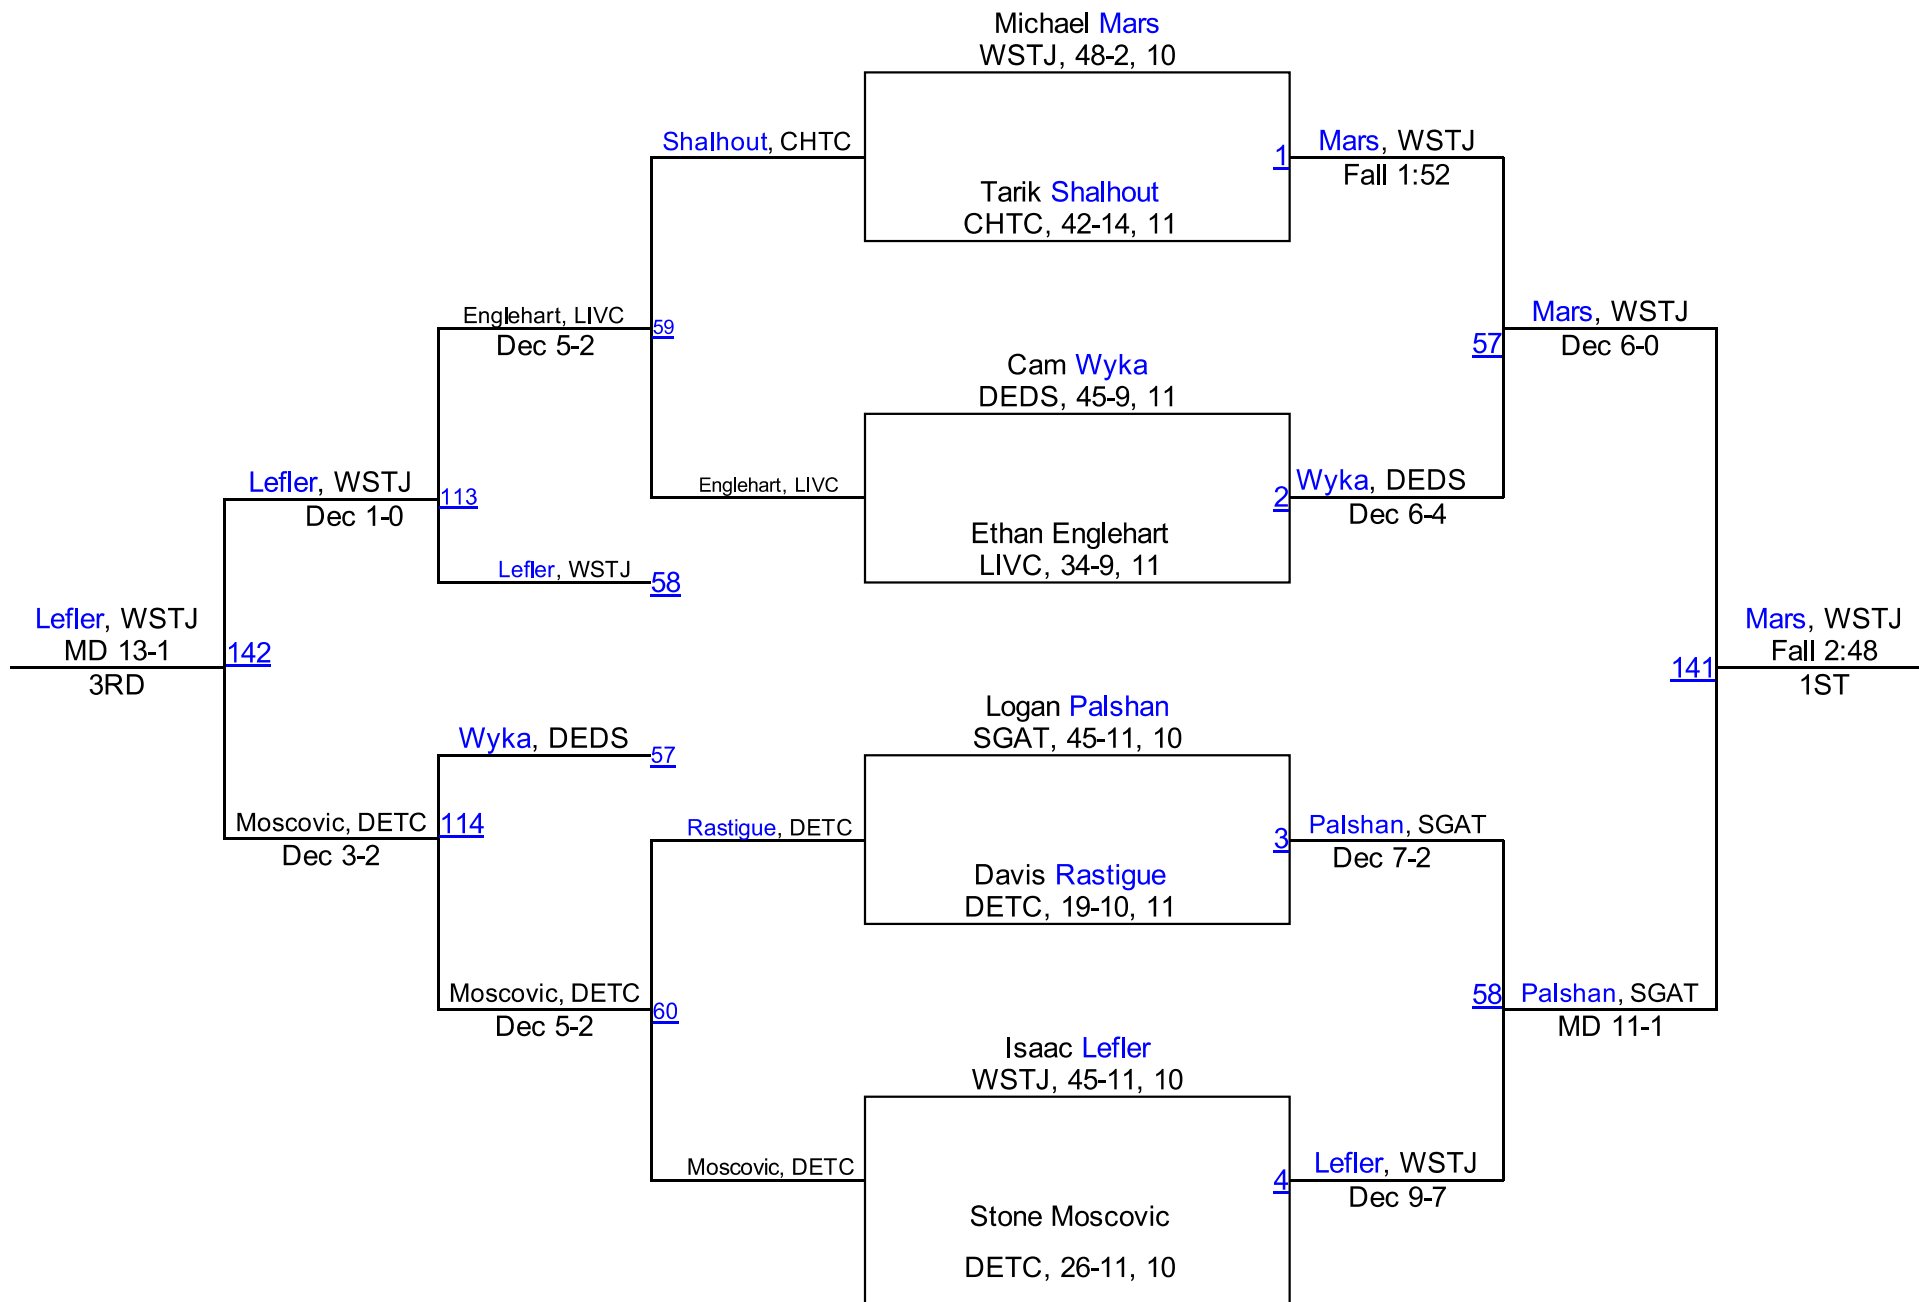 Michael Mars
WSTJ, 48-2, 10
Shalhout, CHTC
1
Mars, WSTJ
Fall 1:52
Tarik Shalhout
CHTC, 42-14, 11
Englehart, LIVC
59
Dec 5-2
Mars, WSTJ
57
Dec 6-0
Cam Wyka
DEDS, 45-9, 11
Lefler, WSTJ
113
Dec 1-0
Englehart, LIVC
2
Wyka, DEDS
Dec 6-4
Ethan Englehart
LIVC, 34-9, 11
Lefler, WSTJ
58
Lefler, WSTJ
MD 13-1
142
3RD
Mars, WSTJ
Fall 2:48
141
1ST
Logan Palshan
SGAT, 45-11, 10
Wyka, DEDS
57
Moscovic, DETC
114
Dec 3-2
Rastigue, DETC
3
Palshan, SGAT
Dec 7-2
Davis Rastigue
DETC, 19-10, 11
Moscovic, DETC
60
Dec 5-2
58
Palshan, SGAT
MD 11-1
Isaac Lefler
WSTJ, 45-11, 10
Moscovic, DETC
4
Lefler, WSTJ
Dec 9-7
Stone Moscovic
DETC, 26-11, 10